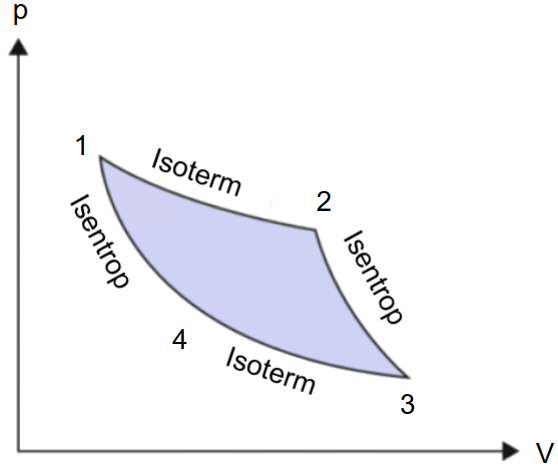 p
1
Isoterm
2
Isentrop
Isentrop
4
Isoterm
3
V